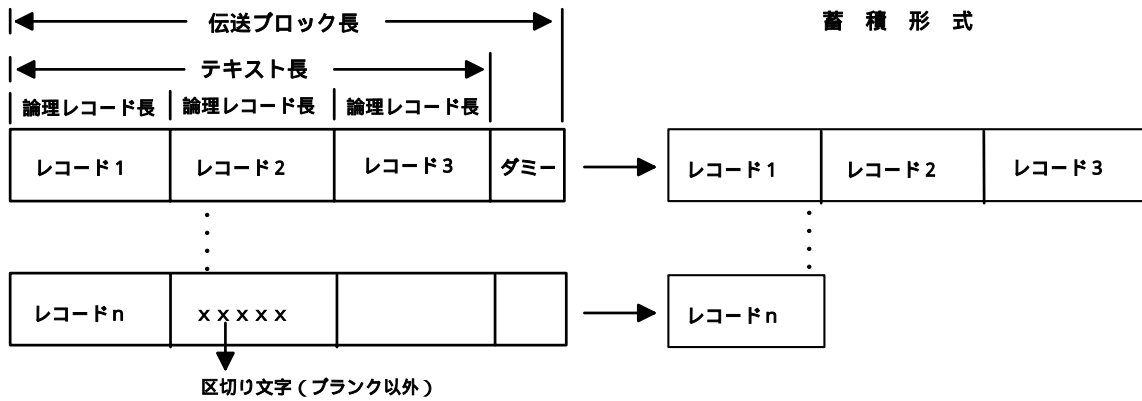 伝送ブロック長
蓄 積 形 式
テキスト長
論理レコード長 論理レコード長 論理レコード長
レコード1 レコード2 レコード3 ダミー レコード1 レコード2 レコード3
レコードn xxxxx レコードn
区切り文字(ブランク以外)